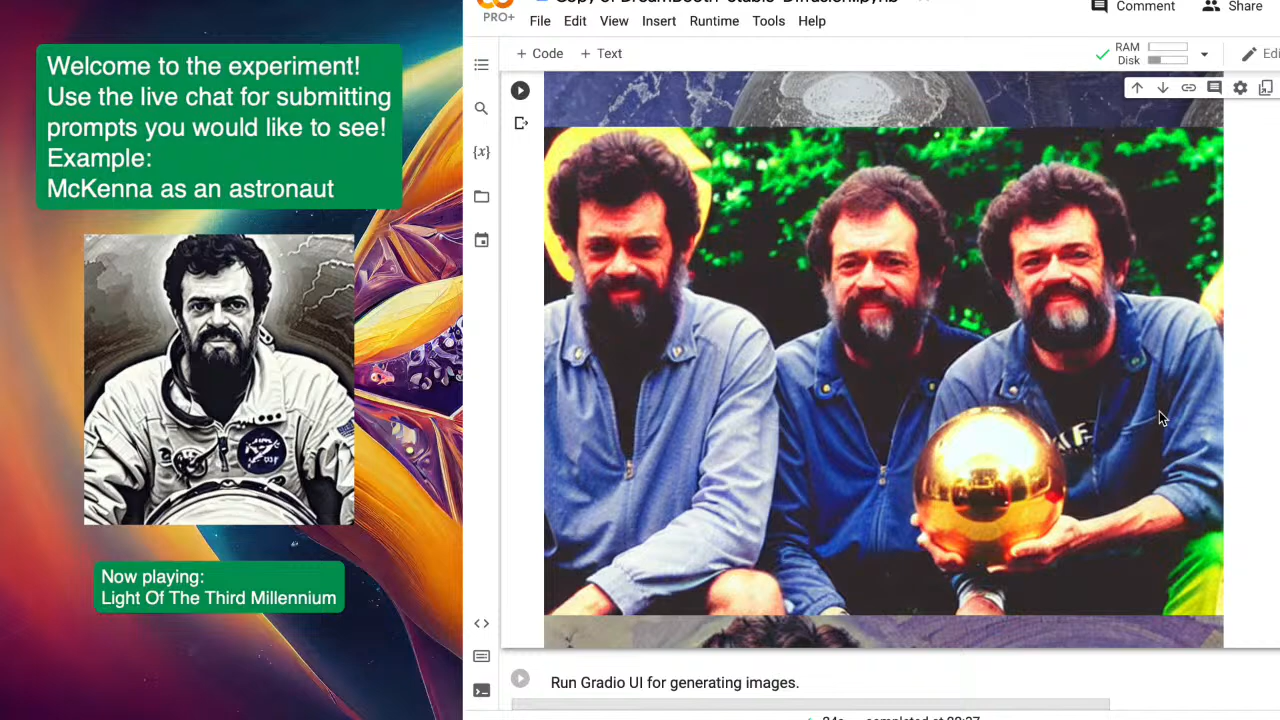 Welcome to the experiment!
Use the live chat for submitting
prompts you would like to see!
Example:
McKenna as an astronaut
Now playing:
Light Of The Third Millennium
PRO+
File Edit View Insert Runtime Tools Help
Comment Share
+ Code + Text
RAM
Disk
Edi
{x}
Run Gradio UI for generating images.